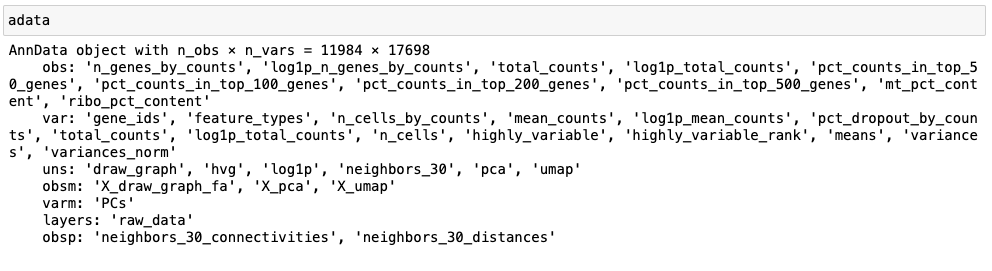 adata
AnnData object with n_obs × n_vars = 11984 × 17698
    obs: 'n_genes_by_counts', 'log1p_n_genes_by_counts', 'total_counts', 'log1p_total_counts', 'pct_counts_in_top_5
0_genes', 'pct_counts_in_top_100_genes', 'pct_counts_in_top_200_genes', 'pct_counts_in_top_500_genes', 'mt_pct_cont
ent', 'ribo_pct_content'
    var: 'gene_ids', 'feature_types', 'n_cells_by_counts', 'mean_counts', 'log1p_mean_counts', 'pct_dropout_by_coun
ts', 'total_counts', 'log1p_total_counts', 'n_cells', 'highly_variable', 'highly_variable_rank', 'means', 'variance
s', 'variances_norm'
    uns: 'draw_graph', 'hvg', 'log1p', 'neighbors_30', 'pca', 'umap'
    obsm: 'X_draw_graph_fa', 'X_pca', 'X_umap'
    varm: 'PCs'
    layers: 'raw_data'
    obsp: 'neighbors_30_connectivities', 'neighbors_30_distances'